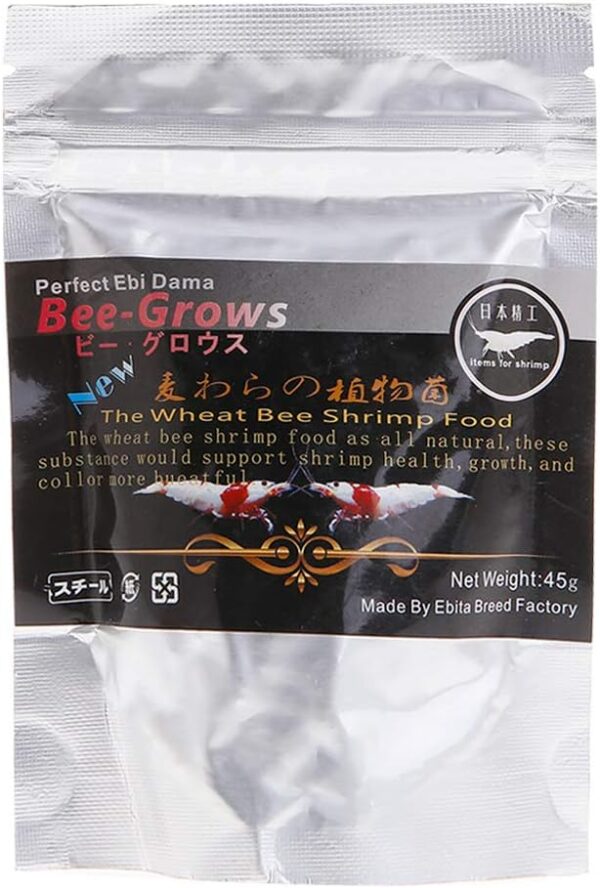 Perfect Ebi Dama
Bee-Grows
ビー・グロウス
New
日本精工
items for shrimp
麦わらの植物菌
The Wheat Bee Shrimp Food
The wheat bee shrimp food as all natural,these
substance would support shrimp health,growth,and
collor more bueatful
スチール
紙
Net Weight:45g
Made By Ebita Breed Factory